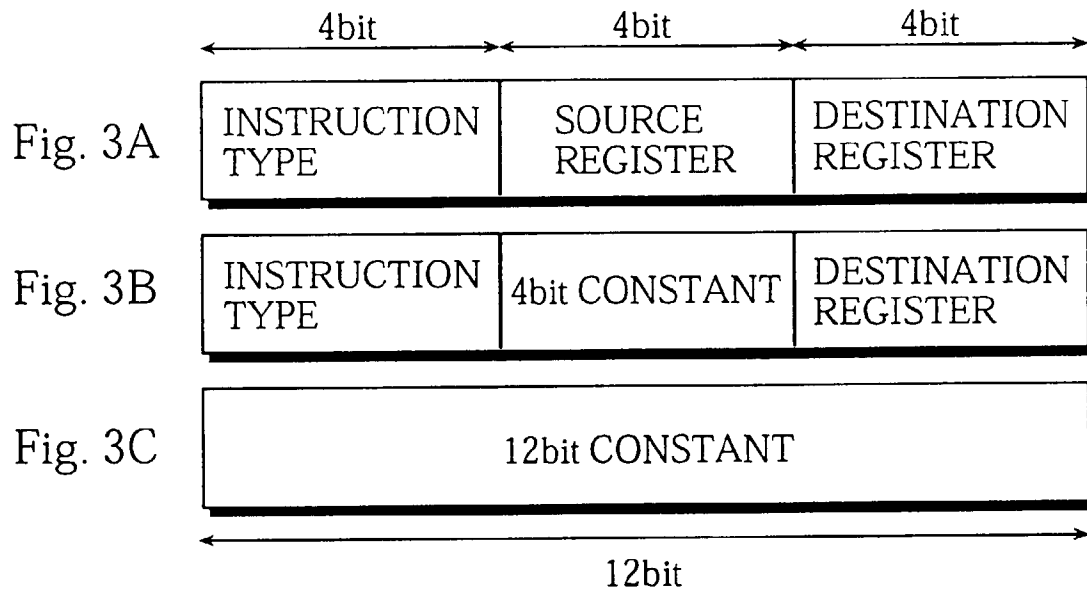 4bit 4bit 4bit
Fig. 3A
INSTRUCTION
TYPE
SOURCE
REGISTER
DESTINATION
REGISTER
Fig. 3B
INSTRUCTION
TYPE
4bit CONSTANT
DESTINATION
REGISTER
Fig. 3C
12bit CONSTANT
12bit